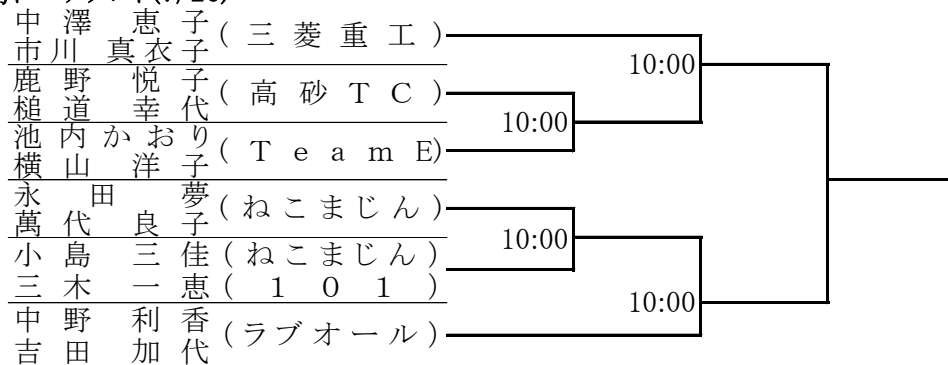 中澤 恵子
(三菱重工)
市川 真衣子
10:00
鹿野 悦子
(高砂TC)
槌道 幸代
10:00
池内かおり
(TeamE)
横山 洋子
永田 夢
(ねこまじん)
萬代 良子
10:00
小島 三佳(ねこまじん)
三木 一恵(101)
10:00
中野 利香
(ラブオール)
吉田 加代